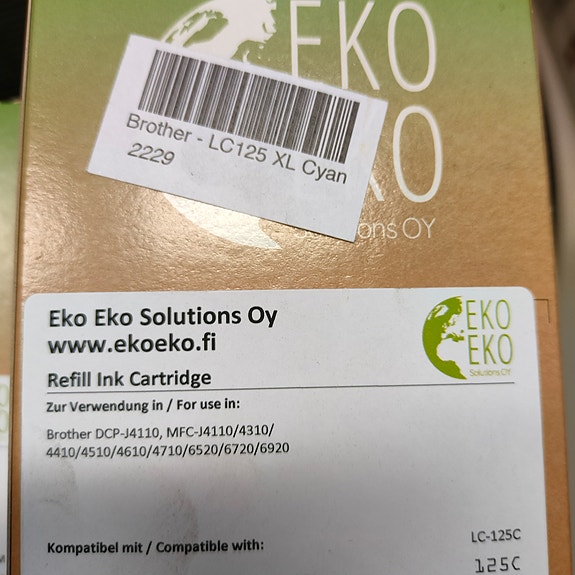 EKO
Brother - LC125 XL Cyan
2229
EKO
ons OY
Eko Eko Solutions Oy
www.ekoeko.fi
EKO
EKO
Solutions OY
Refill Ink Cartridge
Zur Verwendung in / For use in:
Brother DCP-J4110, MFC-J4110/4310/
4410/4510/4610/4710/6520/6720/6920
LC-125C
Kompatibel mit / Compatible with:
125C